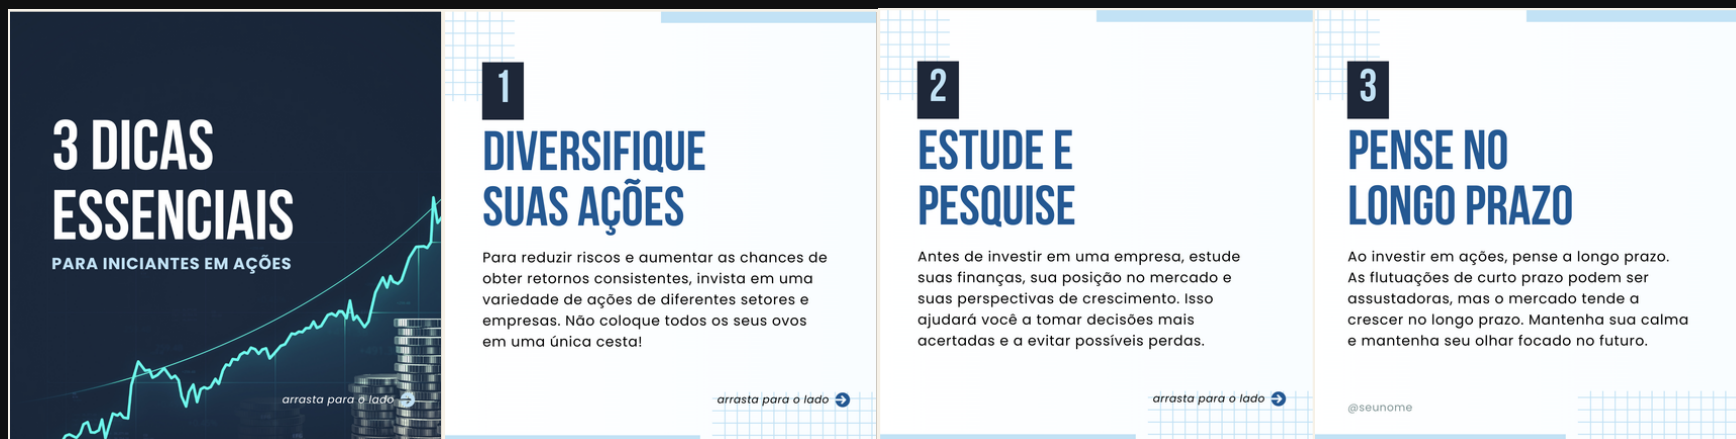 3 DICAS
ESSENCIAIS
PARA INICIANTES EM AÇÕES
arrasta para o lado
1
DIVERSIFIQUE
SUAS AÇÕES
Para reduzir riscos e aumentar as chances de
obter retornos consistentes, invista em uma
variedade de ações de diferentes setores e
empresas. Não coloque todos os seus ovos
em uma única cesta!
arrasta para o lado
2
ESTUDE E
PESQUISE
Antes de investir em uma empresa, estude
suas finanças, sua posição no mercado e
suas perspectivas de crescimento. Isso
ajudará você a tomar decisões mais
acertadas e a evitar possíveis perdas.
arrasta para o lado
3
PENSE NO
LONGO PRAZO
Ao investir em ações, pense a longo prazo.
As flutuações de curto prazo podem ser
assustadoras, mas o mercado tende a
crescer no longo prazo. Mantenha sua calma
e mantenha seu olhar focado no futuro.
@seunome